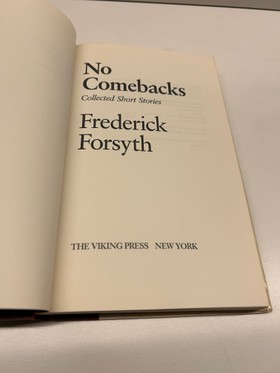 No
Comebacks
Collected Short Stories
Frederick
Forsyth
THE VIKING PRESS NEW YORK